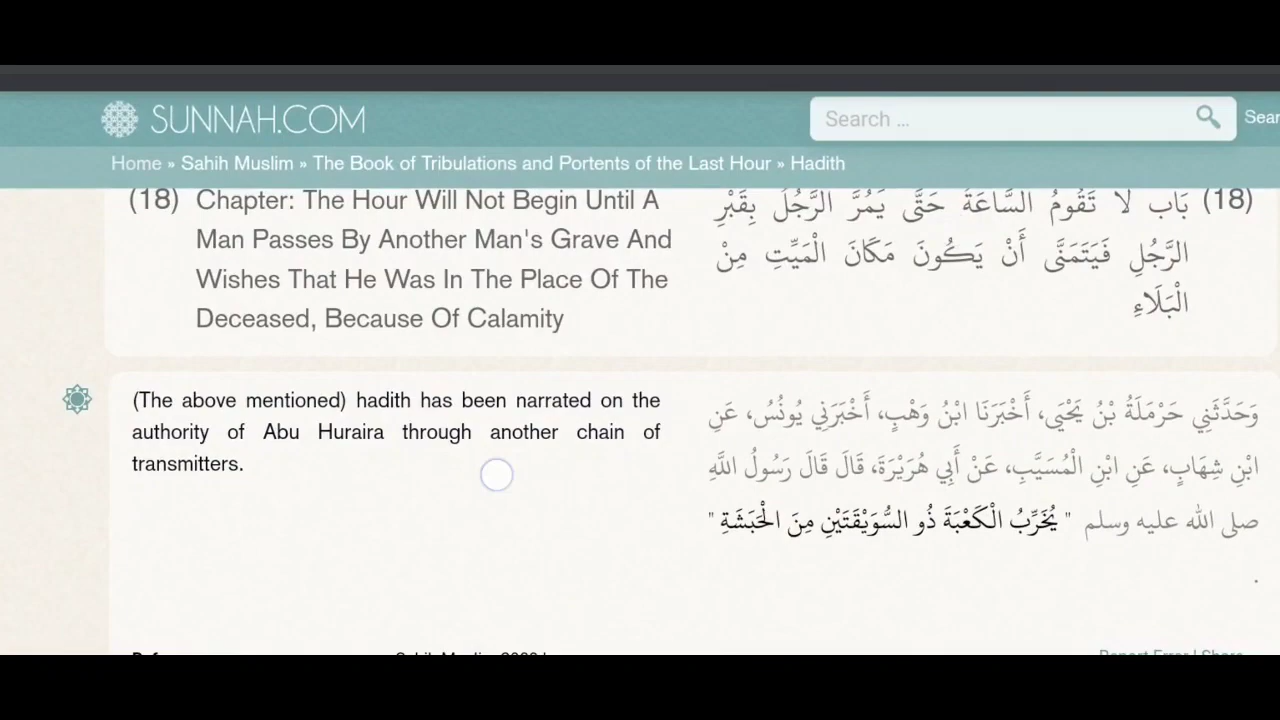 SUNNAH.COM
Search ...
Sear
Home » Sahih Muslim » The Book of Tribulations and Portents of the Last Hour » Hadith
(18) Chapter: The Hour Will Not Begin Until A
Man Passes By Another Man's Grave And
Wishes That He Was In The Place Of The
Deceased, Because Of Calamity
(18) بَاب لَا تَقُومُ السَّاعَةُ حَتَّى يَمُرَّ الرَّجُلُ بِقَبْرِ
الرَّجُلِ فَيَتَمَنَّى أَنْ يَكُونَ مَكَانَ الْمَيِّتِ مِنْ
الْبَلَاءِ
(The above mentioned) hadith has been narrated on the
authority of Abu Huraira through another chain of
transmitters.
وَحَدَّثَنِي حَرْمَلَةُ بْنُ يَحْيَى، أَخْبَرَنَا ابْنُ وَهْبٍ، أَخْبَرَنِي يُونُسُ، عَنِ
ابْنِ شِهَابٍ، عَنِ ابْنِ الْمُسَيَّبِ، عَنْ أَبِي هُرَيْرَةَ، قَالَ قَالَ رَسُولُ اللَّهِ
صلى الله عليه وسلم ‏"‏ يُخَرِّبُ الْكَعْبَةَ ذُو السُّوَيْقَتَيْنِ مِنَ الْحَبَشَةِ ‏"‏
.